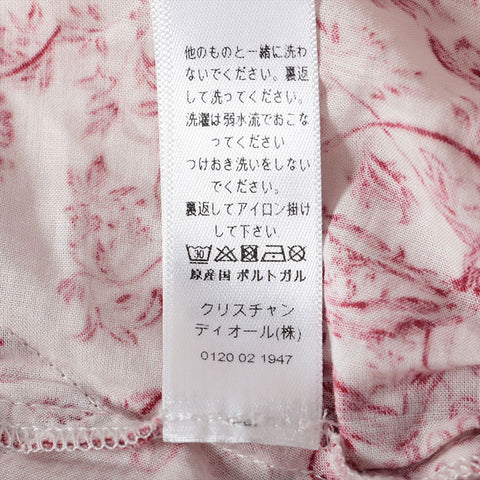 他のものと一緒に洗わ
ないでください。裏返
して洗ってください。
洗濯は弱水流でおこな
ってください
つけおき洗いをしない
でください。
裏返してアイロン掛け
して下さい
30
原産国 ポルトガル
クリスチャン
ディオール(株)
0120 02 1947